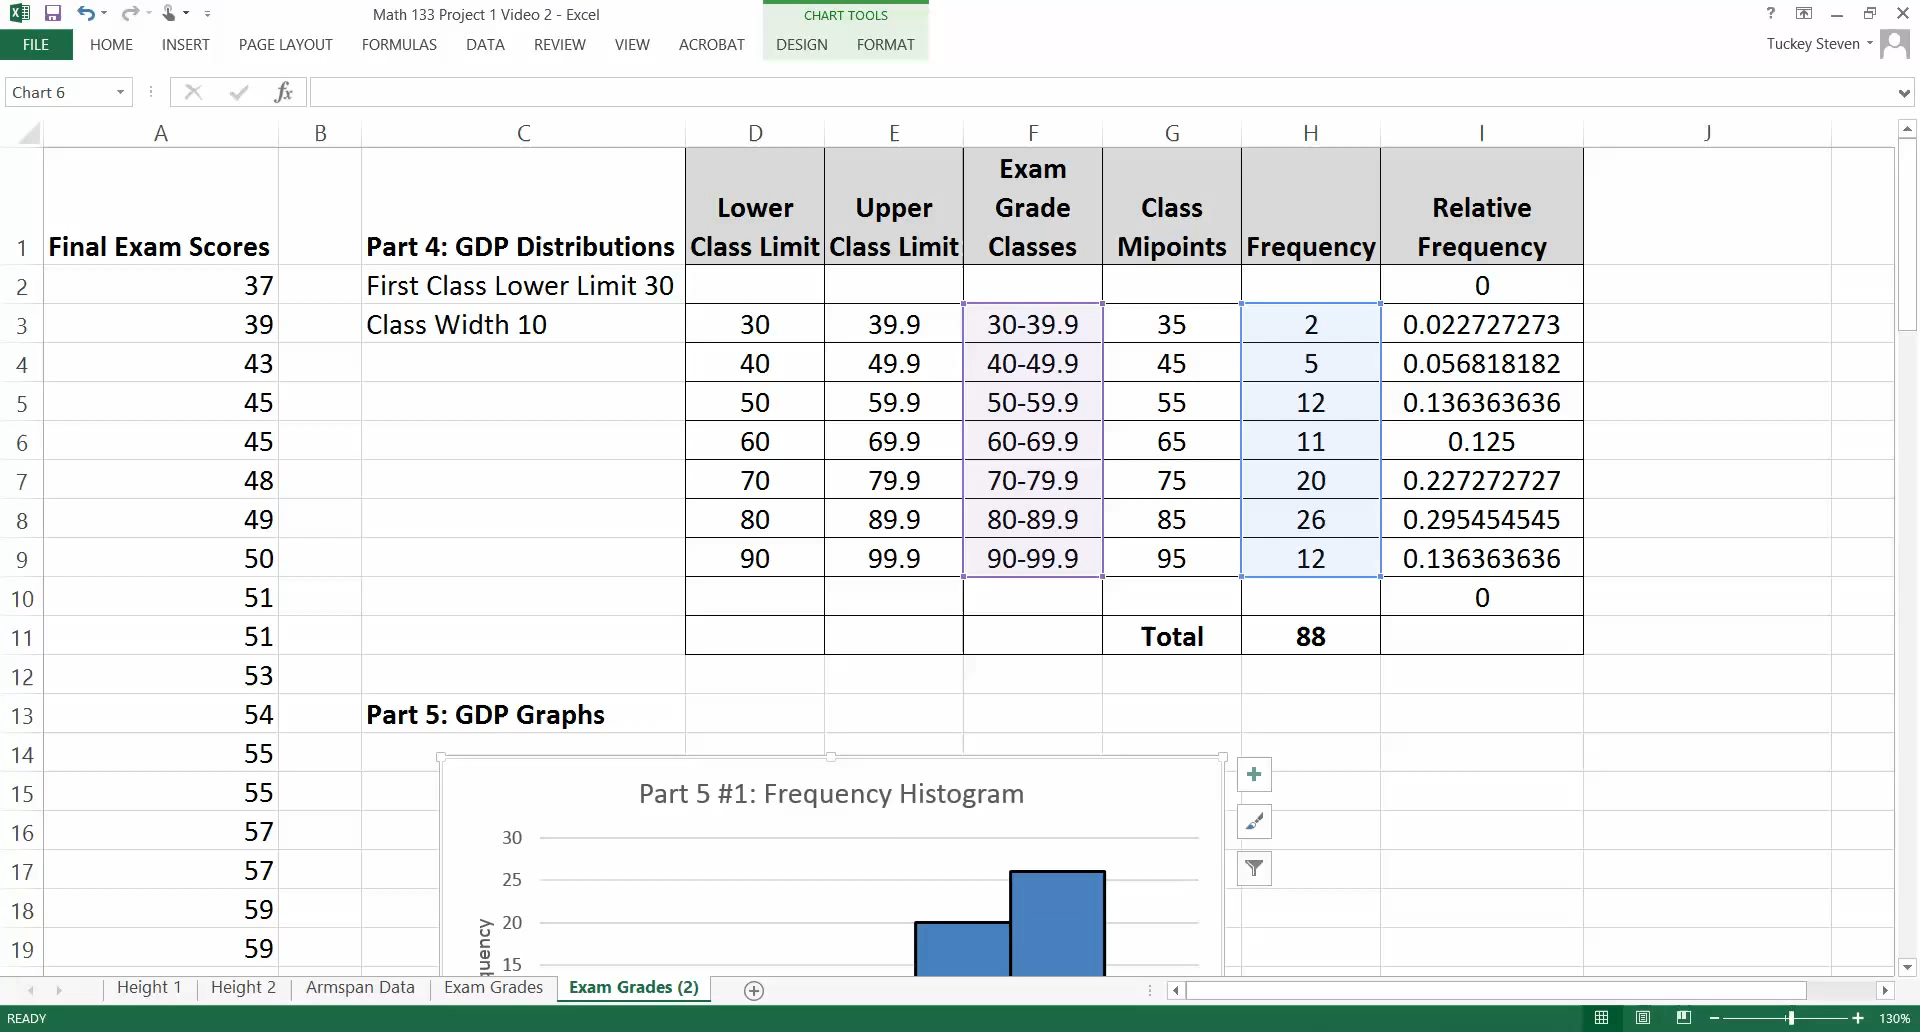 Math 133 Project 1 Video 2 - Excel
CHART TOOLS
FILE HOME INSERT PAGE LAYOUT FORMULAS DATA REVIEW VIEW ACROBAT DESIGN FORMAT
Tuckey Steven
Chart 6
fx
A B C D E F G H I J
1 Final Exam Scores Part 4: GDP Distributions Lower Class Limit Upper Class Limit Exam Grade Classes Class Mipoints Frequency Relative Frequency
2 37 First Class Lower Limit 30 0
3 39 Class Width 10 30 39.9 30-39.9 35 2 0.022727273
4 43 40 49.9 40-49.9 45 5 0.056818182
5 45 50 59.9 50-59.9 55 12 0.136363636
6 45 60 69.9 60-69.9 65 11 0.125
7 48 70 79.9 70-79.9 75 20 0.227272727
8 49 80 89.9 80-89.9 85 26 0.295454545
9 50 90 99.9 90-99.9 95 12 0.136363636
10 51 0
11 51 Total 88
12 53
13 54 Part 5: GDP Graphs
14 55
15 55
16 57
17 57
18 59
19 59
Part 5 #1: Frequency Histogram
30
25
20
15
quency
Height 1 Height 2 Armspan Data Exam Grades Exam Grades (2)
READY
130%